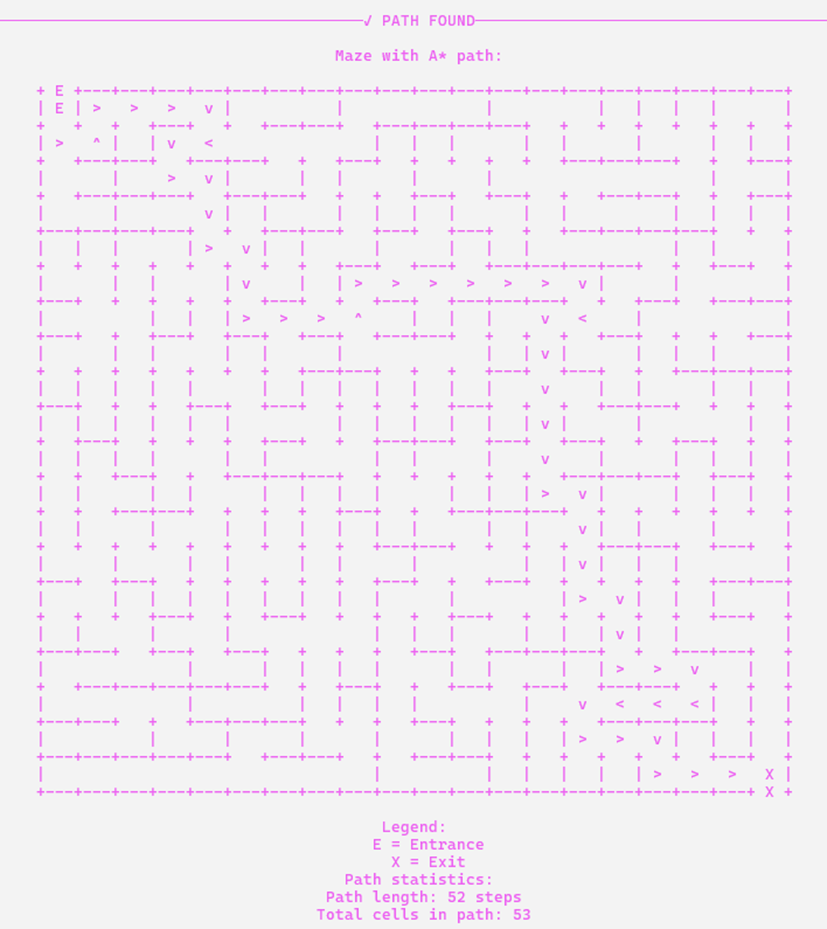 ✓ PATH FOUND
Maze with A* path:
E
E
X
X
Legend:
E = Entrance
X = Exit
Path statistics:
Path length: 52 steps
Total cells in path: 53